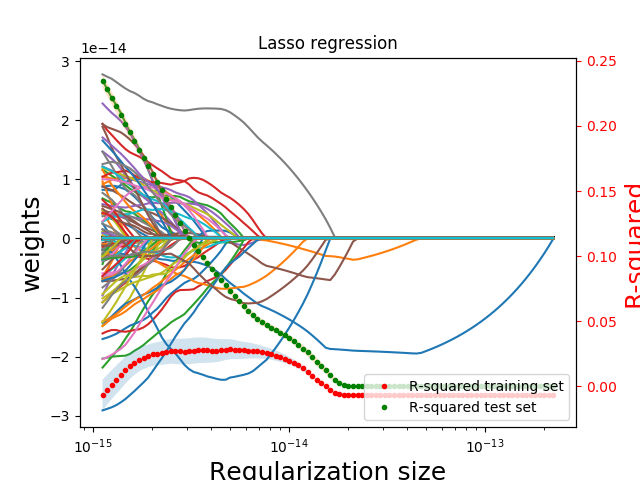 Lasso regression
1e−14
3
2
1
0
−1
−2
−3
weights
0.25
0.20
0.15
0.10
0.05
0.00
R-squared
R-squared training set
R-squared test set
10−15
10−14
10−13
Regularization size